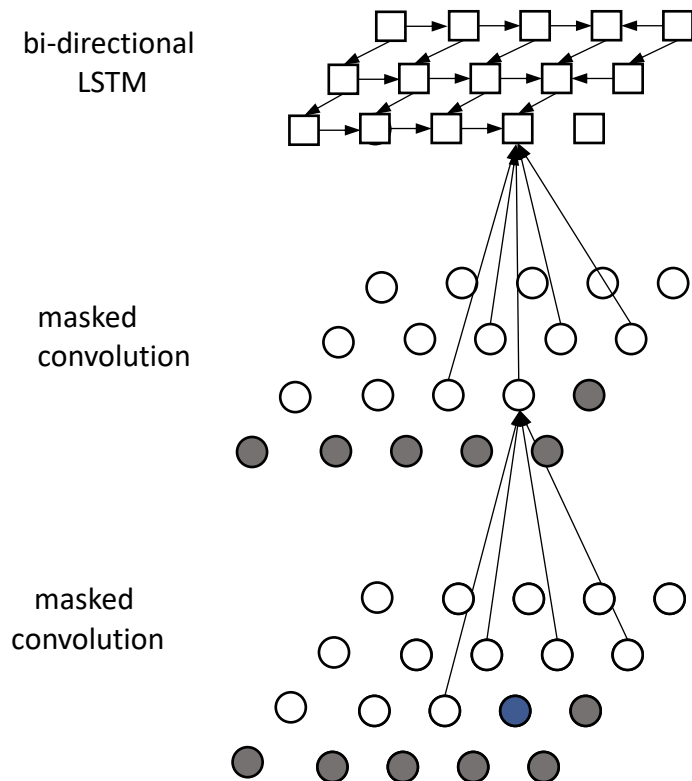 bi-directional
LSTM
masked
convolution
masked
convolution